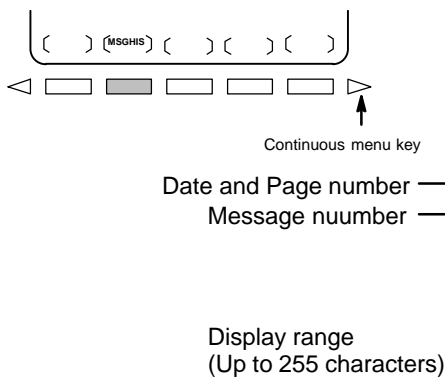 [ ] [MSGHIS] [ ] [ ] [ ]
Continuous menu key
Date and Page number
Message nuumber
Display range
(Up to 255 characters)